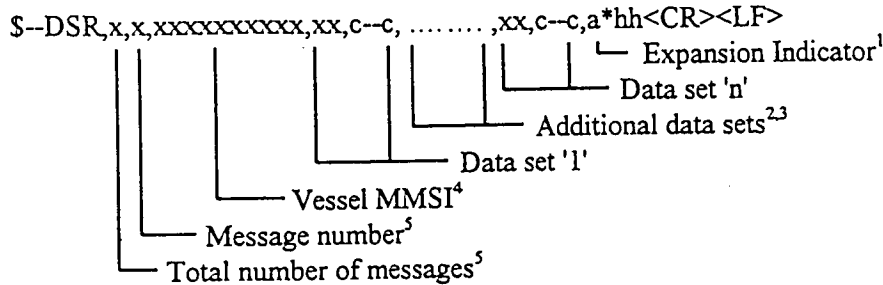 $--DSR,x,x,xxxxxxxxxx,xx,c--c, ........ ,xx,c--c,a*hh<CR><LF>
Expansion Indicator¹
Data set 'n'
Additional data sets²,³
Data set '1'
Vessel MMSI⁴
Message number⁵
Total number of messages⁵